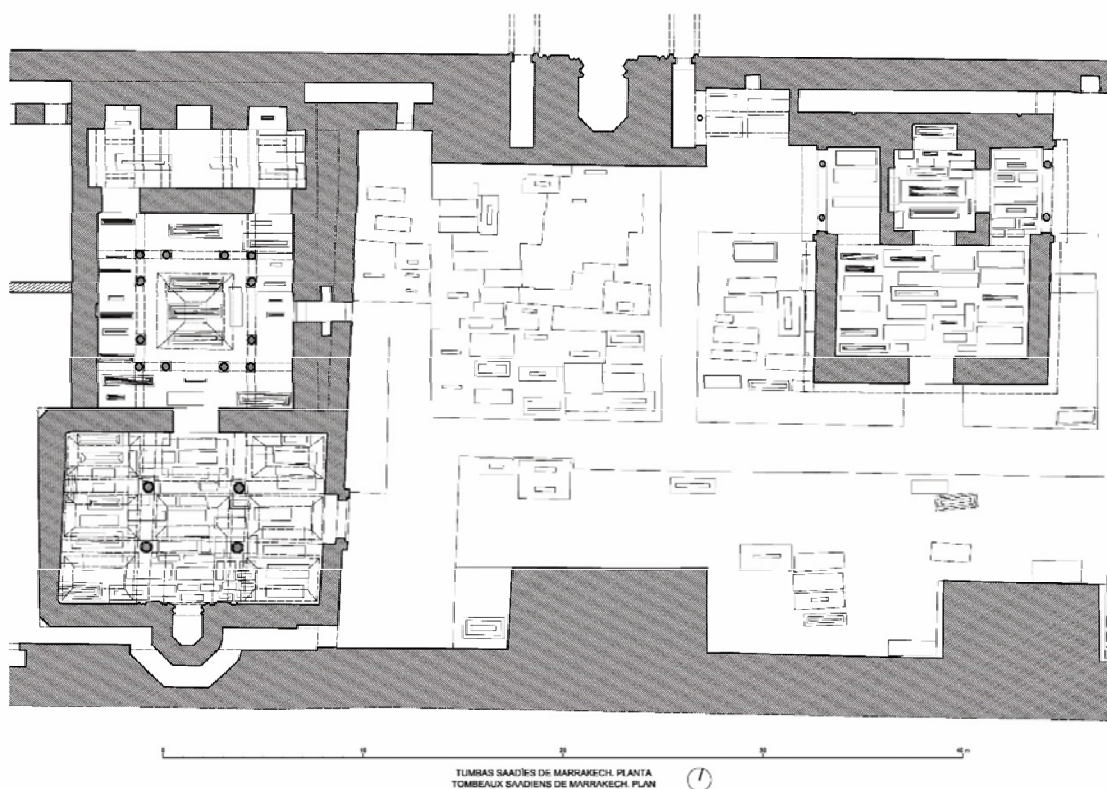 0 10 20 30 40 m
TUMBAS SAADÍES DE MARRAKECH. PLANTA
TOMBEAUX SAADIENS DE MARRAKECH. PLAN